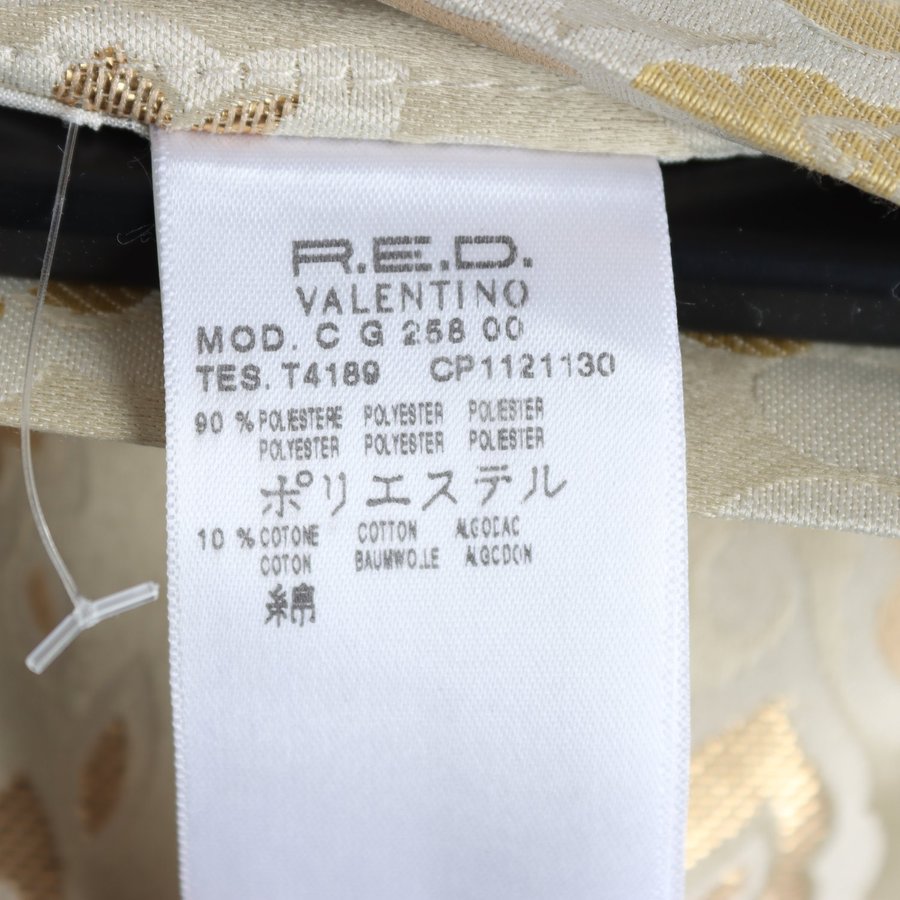 R.E.D.
VALENTINO
MOD. C G 258 00
TES. T4189 CP1121130
90 % POLIESTERE POLYESTER POLIESTER
POLYESTER POLYESTER POLIESTER
ポリエステル
10 % COTONE COTTON ALGODAC
COTON BAUMWOLLE ALGODON
綿